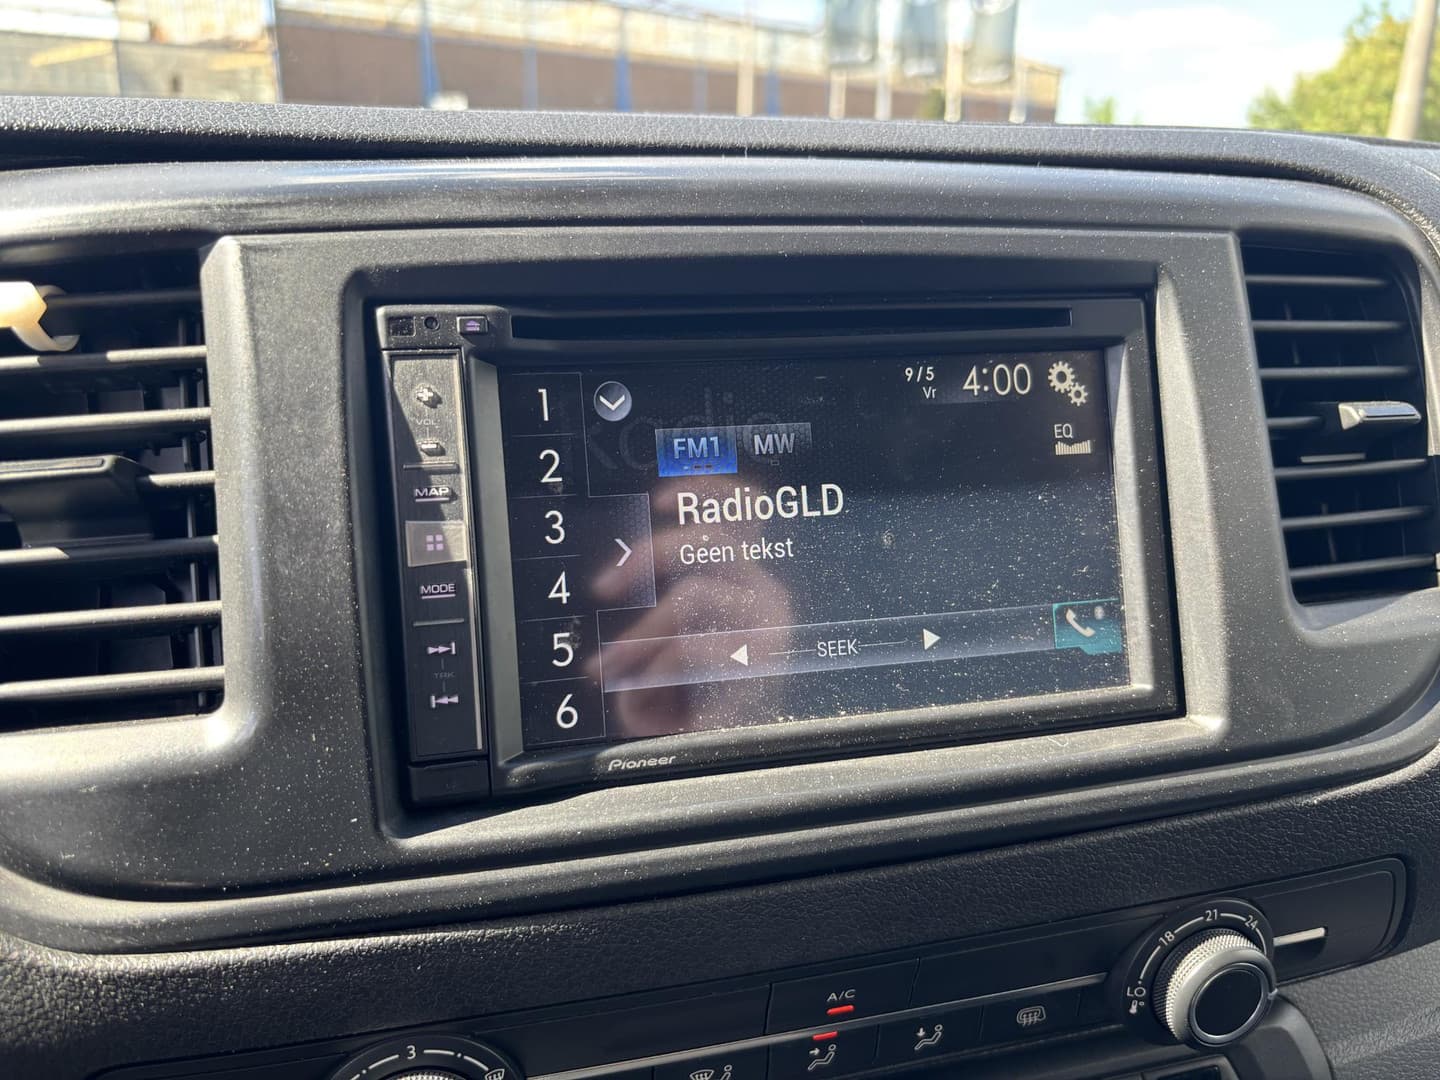 9/5 4:00
Vr
EQ
VOL
MAP
MODE
TRK
1
2
3
4
5
6
Radio
FM1 MW
RadioGLD
Geen tekst
SEEK
Pioneer
A/C
LO 18 21 24
3